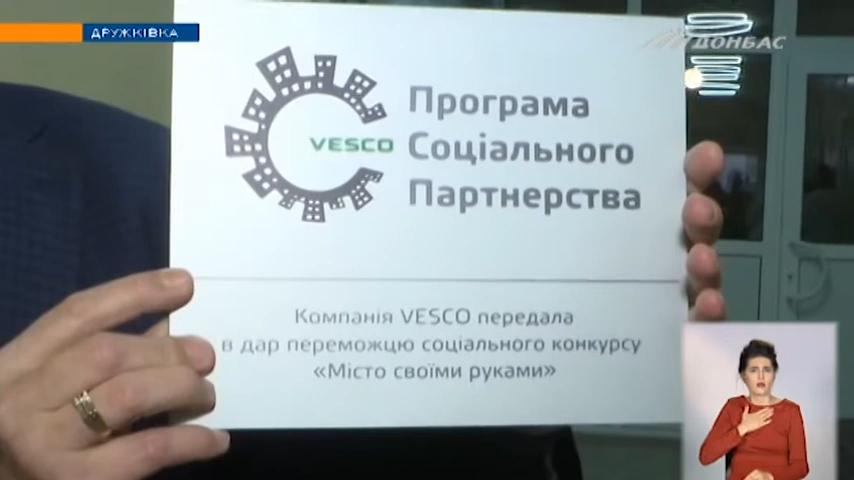 ДРУЖКІВКА
ДОНБАС
VESCO
Програма
Соціального
Партнерства
Компанія VESCO передала
в дар переможцю соціального конкурсу
«Місто своїми руками»